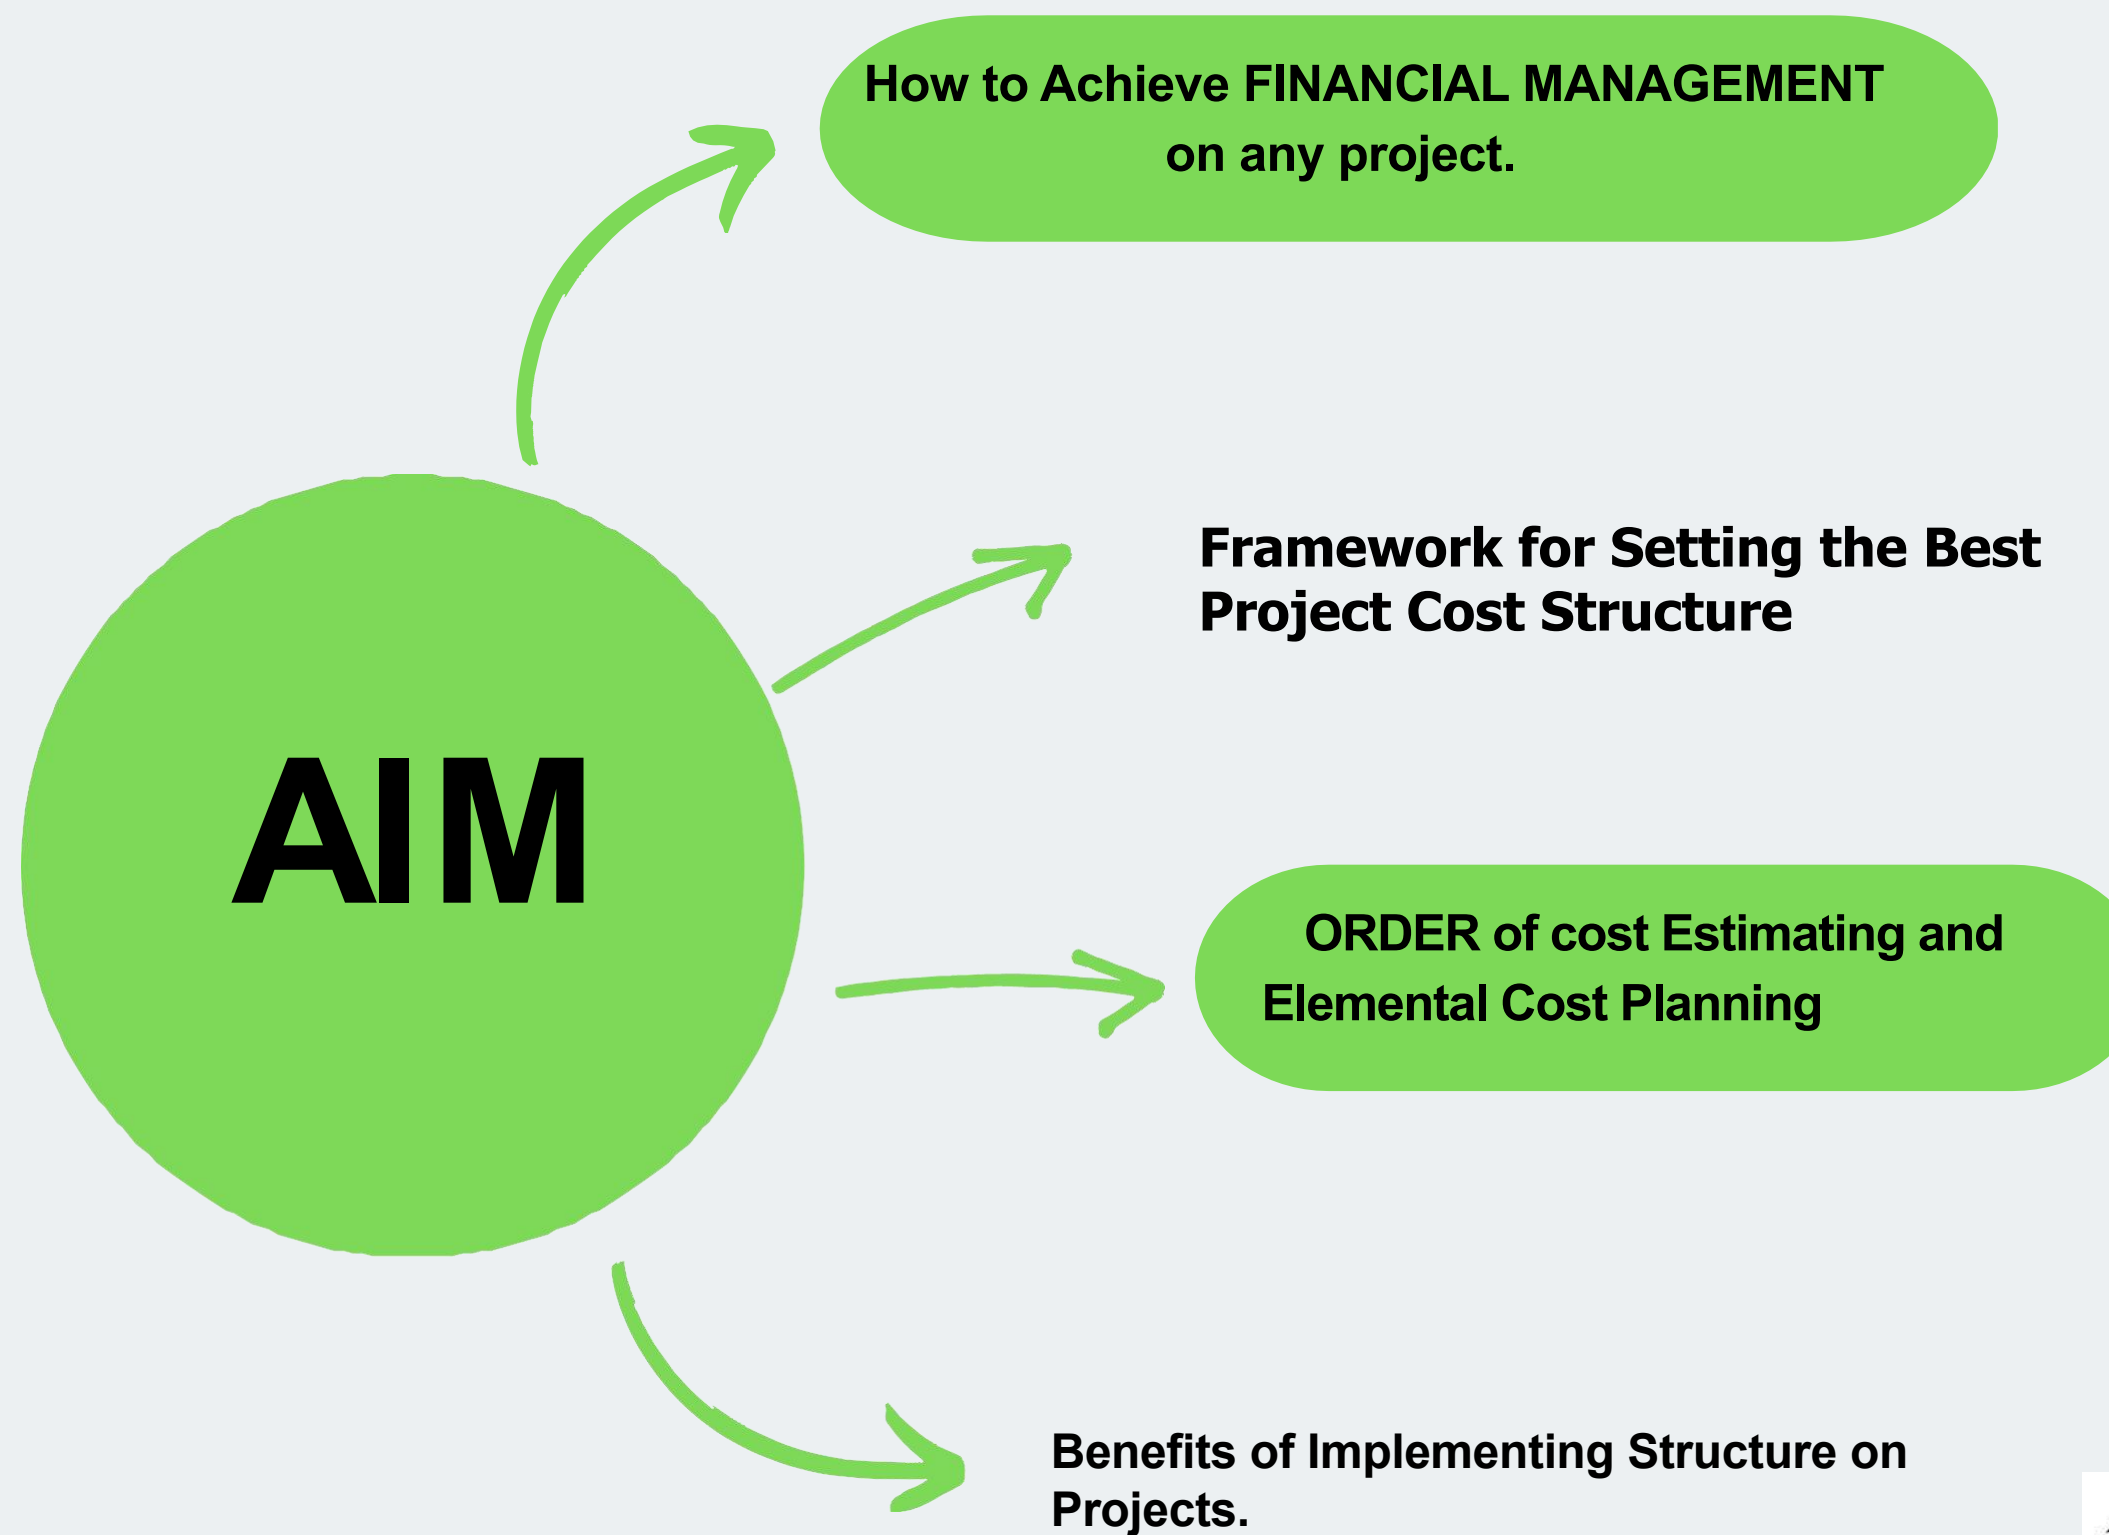 How to Achieve FINANCIAL MANAGEMENT
on any project.
Framework for Setting the Best
Project Cost Structure
AIM
ORDER of cost Estimating and
Elemental Cost Planning
Benefits of Implementing Structure on
Projects.